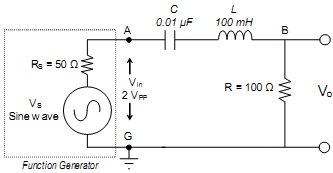 C L
0.01 µF 100 mH
A B
RS = 50 Ω
Vin
2 VPP
R = 100 Ω Vo
Vs
Sine wave
G
Function Generator